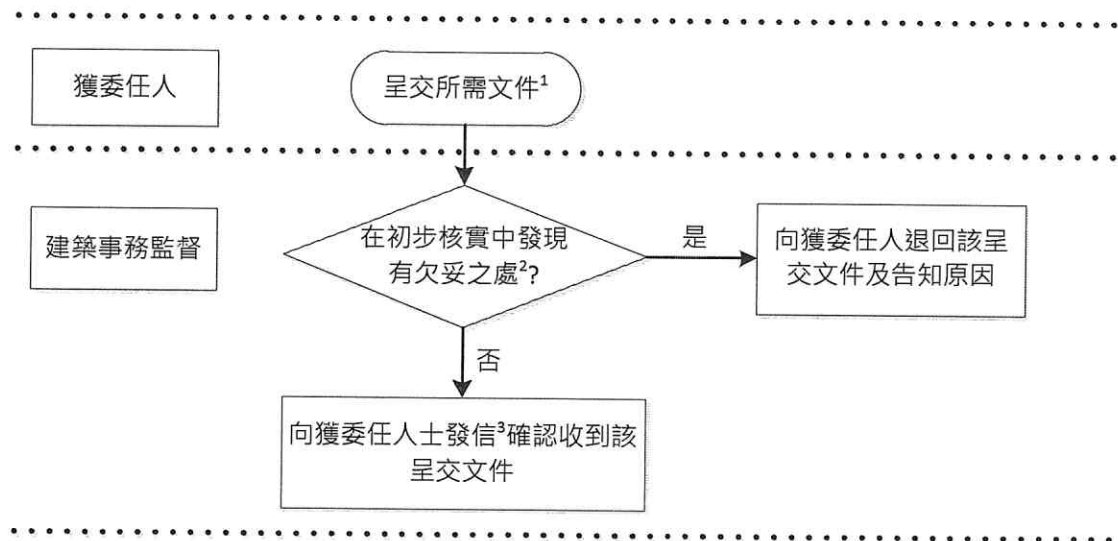 獲委任人
呈交所需文件¹
建築事務監督
在初步核實中發現
有欠妥之處²?
是
向獲委任人退回該呈
交文件及告知原因
否
向獲委任人士發信³確認收到該
呈交文件